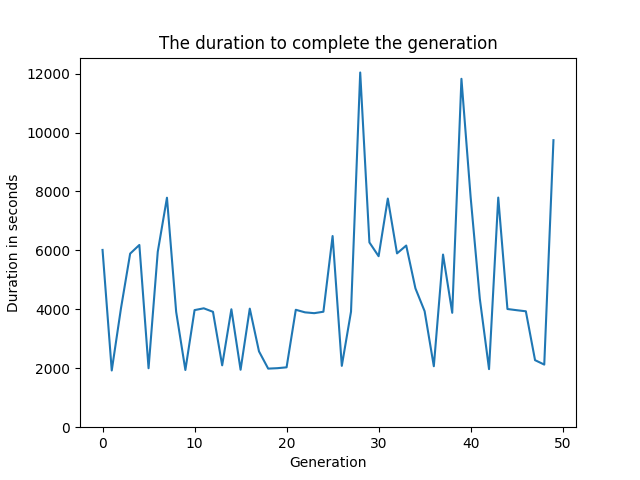 The duration to complete the generation
12000
10000
8000
6000
4000
2000
0
Duration in seconds
0 10 20 30 40 50
Generation